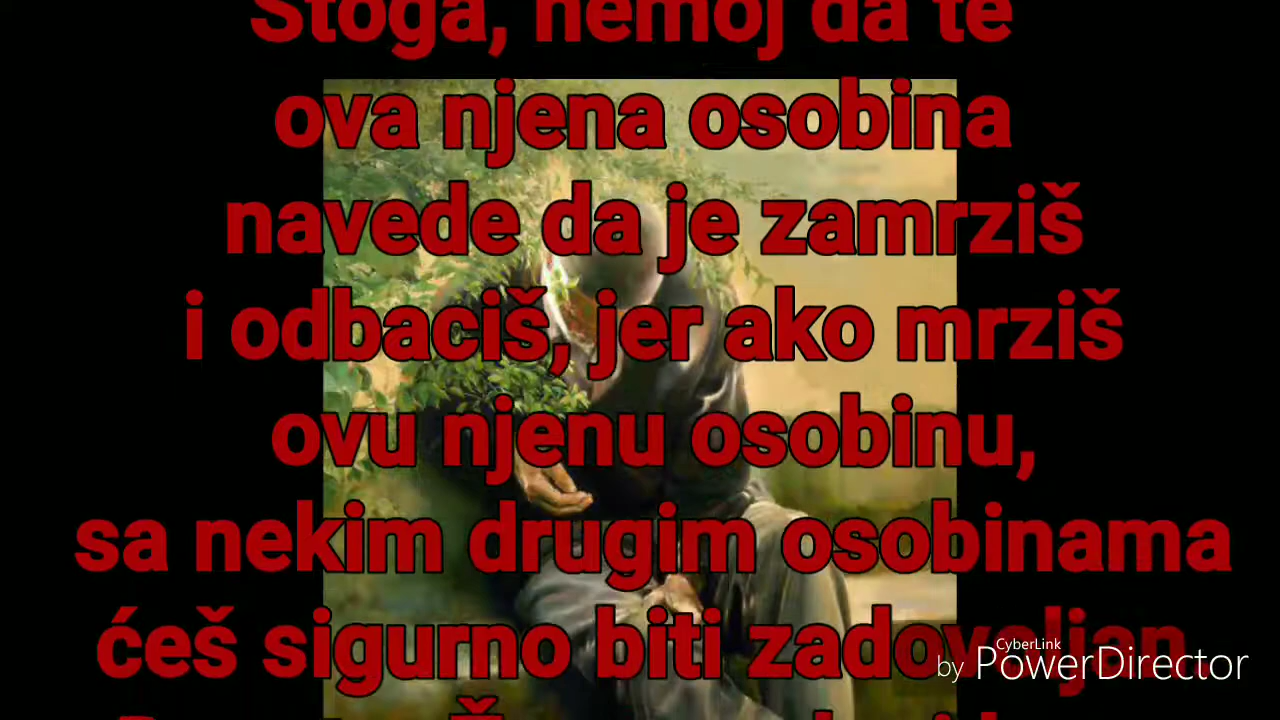 Stoga, nemoj da te
ova njena osobina
navede da je zamrziš
i odbaciš, jer ako mrziš
ovu njenu osobinu,
sa nekim drugim osobinama
ćeš sigurno biti zadovoljan
CyberLink
by PowerDirector